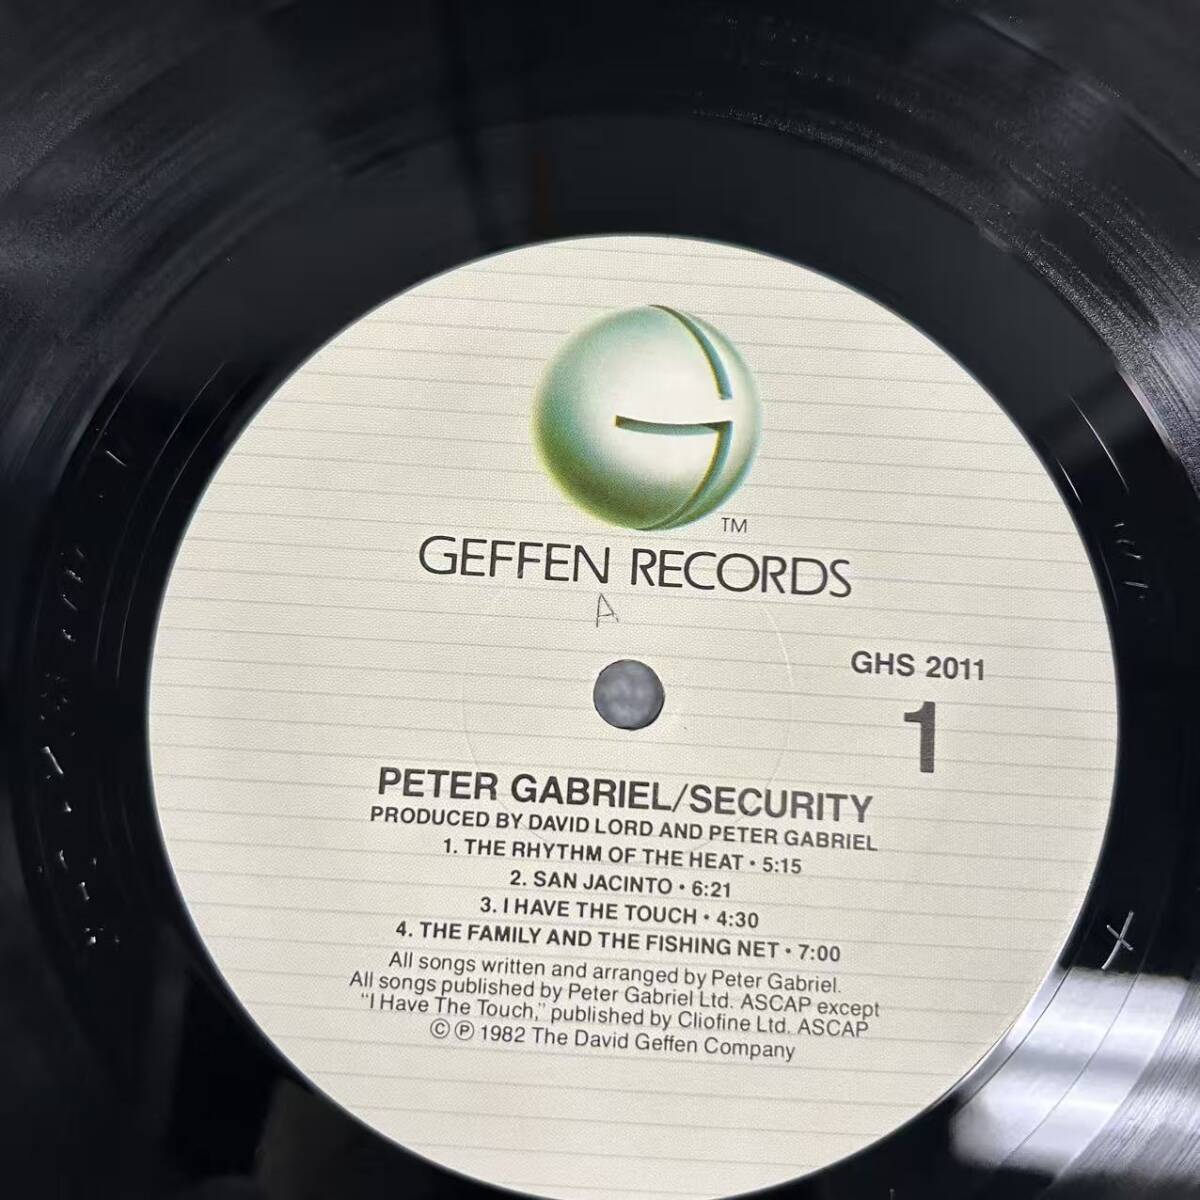 TM
GEFFEN RECORDS
A
GHS 2011
1
PETER GABRIEL/SECURITY
PRODUCED BY DAVID LORD AND PETER GABRIEL
1. THE RHYTHM OF THE HEAT • 5:15
2. SAN JACINTO • 6:21
3. I HAVE THE TOUCH • 4:30
4. THE FAMILY AND THE FISHING NET • 7:00
All songs written and arranged by Peter Gabriel.
All songs published by Peter Gabriel Ltd. ASCAP except
"I Have The Touch," published by Cliofine Ltd. ASCAP
© ℗ 1982 The David Geffen Company